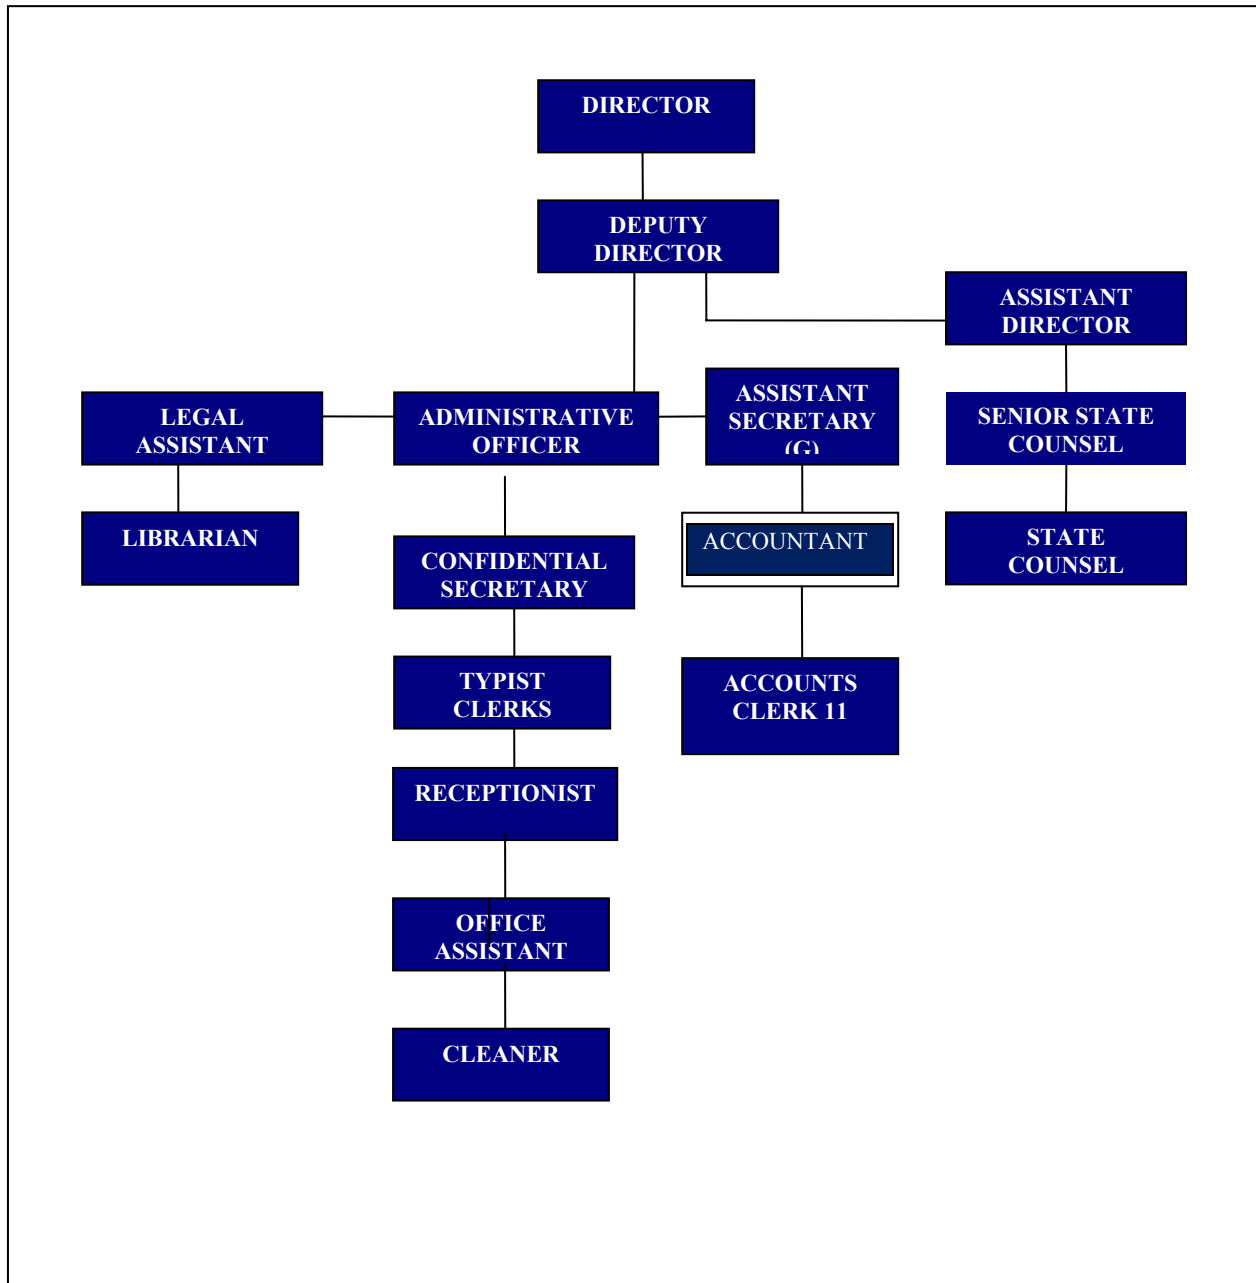 DIRECTOR
DEPUTY
DIRECTOR
ASSISTANT
DIRECTOR
LEGAL
ASSISTANT
ADMINISTRATIVE
OFFICER
ASSISTANT
SECRETARY
(G)
SENIOR STATE
COUNSEL
LIBRARIAN
CONFIDENTIAL
SECRETARY
ACCOUNTANT
STATE
COUNSEL
TYPIST
CLERKS
ACCOUNTS
CLERK 11
RECEPTIONIST
OFFICE
ASSISTANT
CLEANER